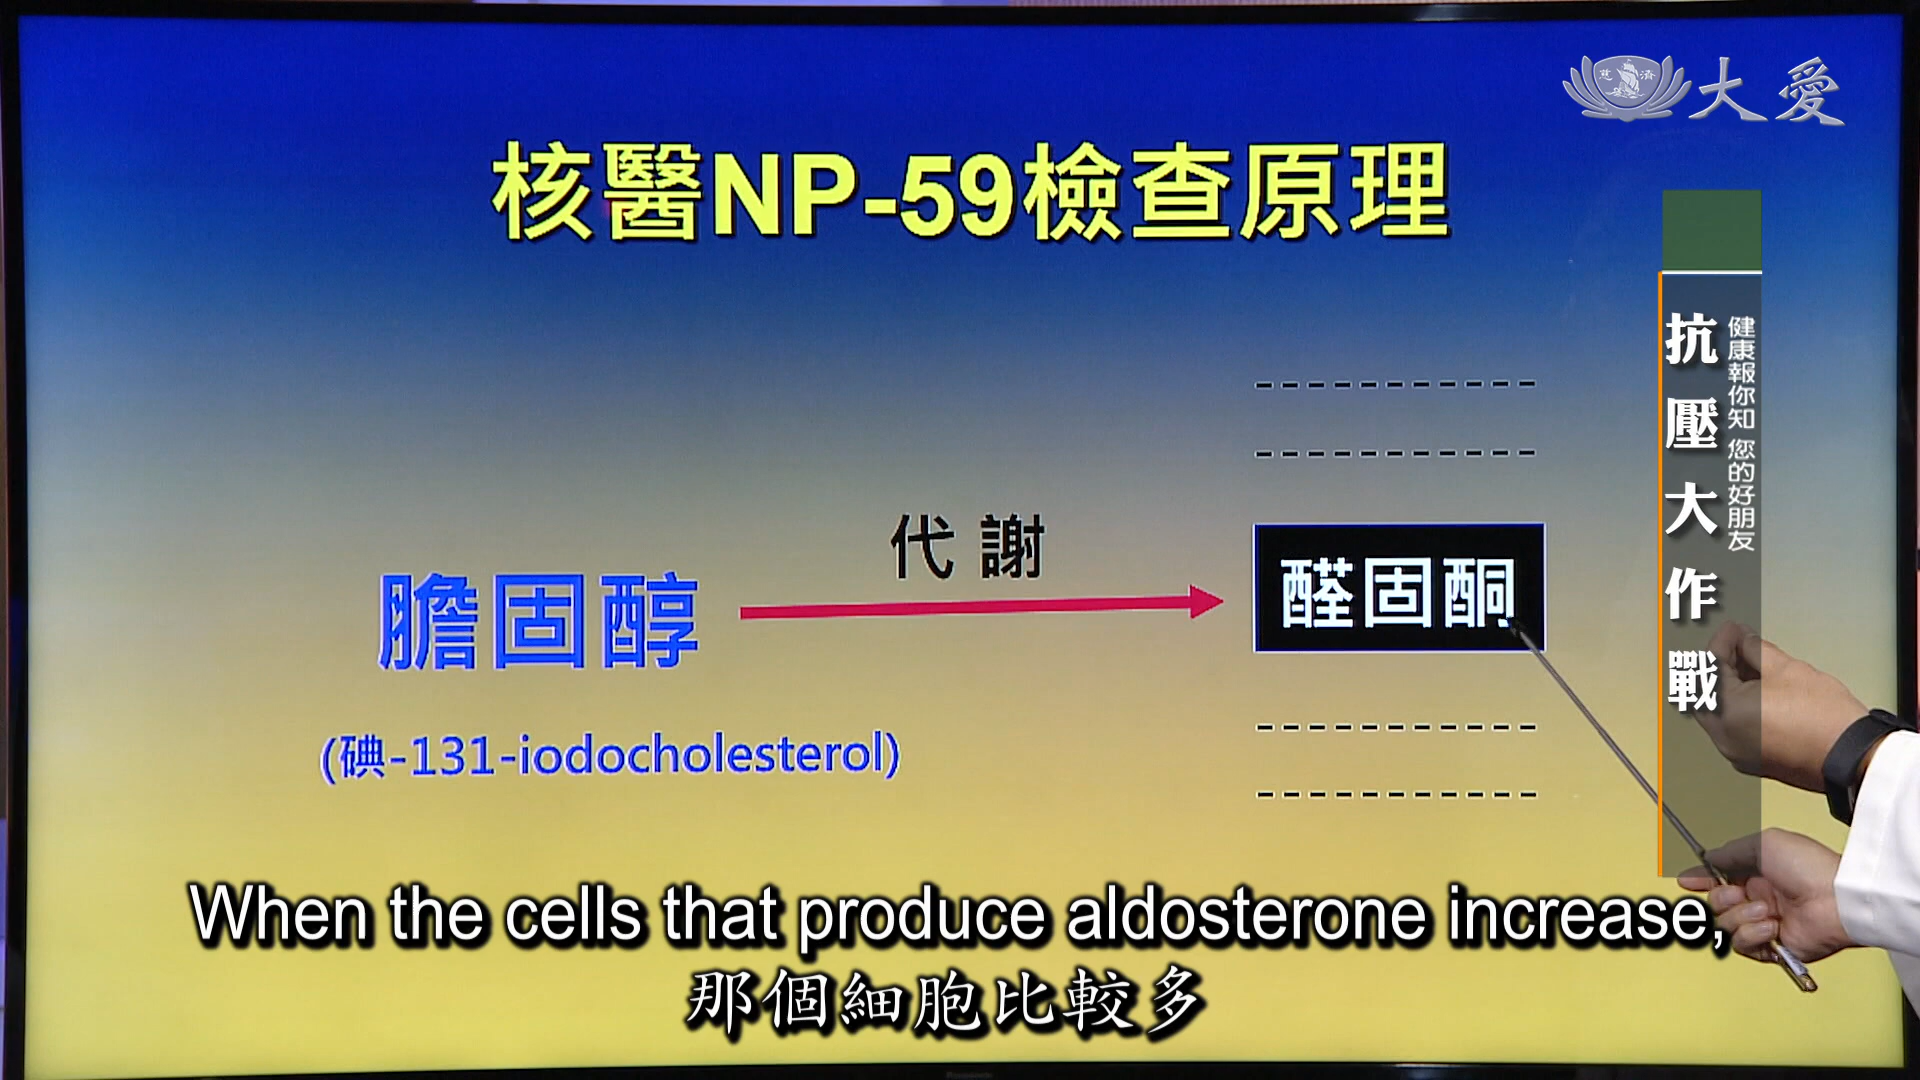 慈濟
大愛
核醫NP-59檢查原理
抗壓大作戰
健康報你知 您的好朋友
代謝
膽固醇
醛固酮
(碘-131-iodocholesterol)
When the cells that produce aldosterone increase,
那個細胞比較多